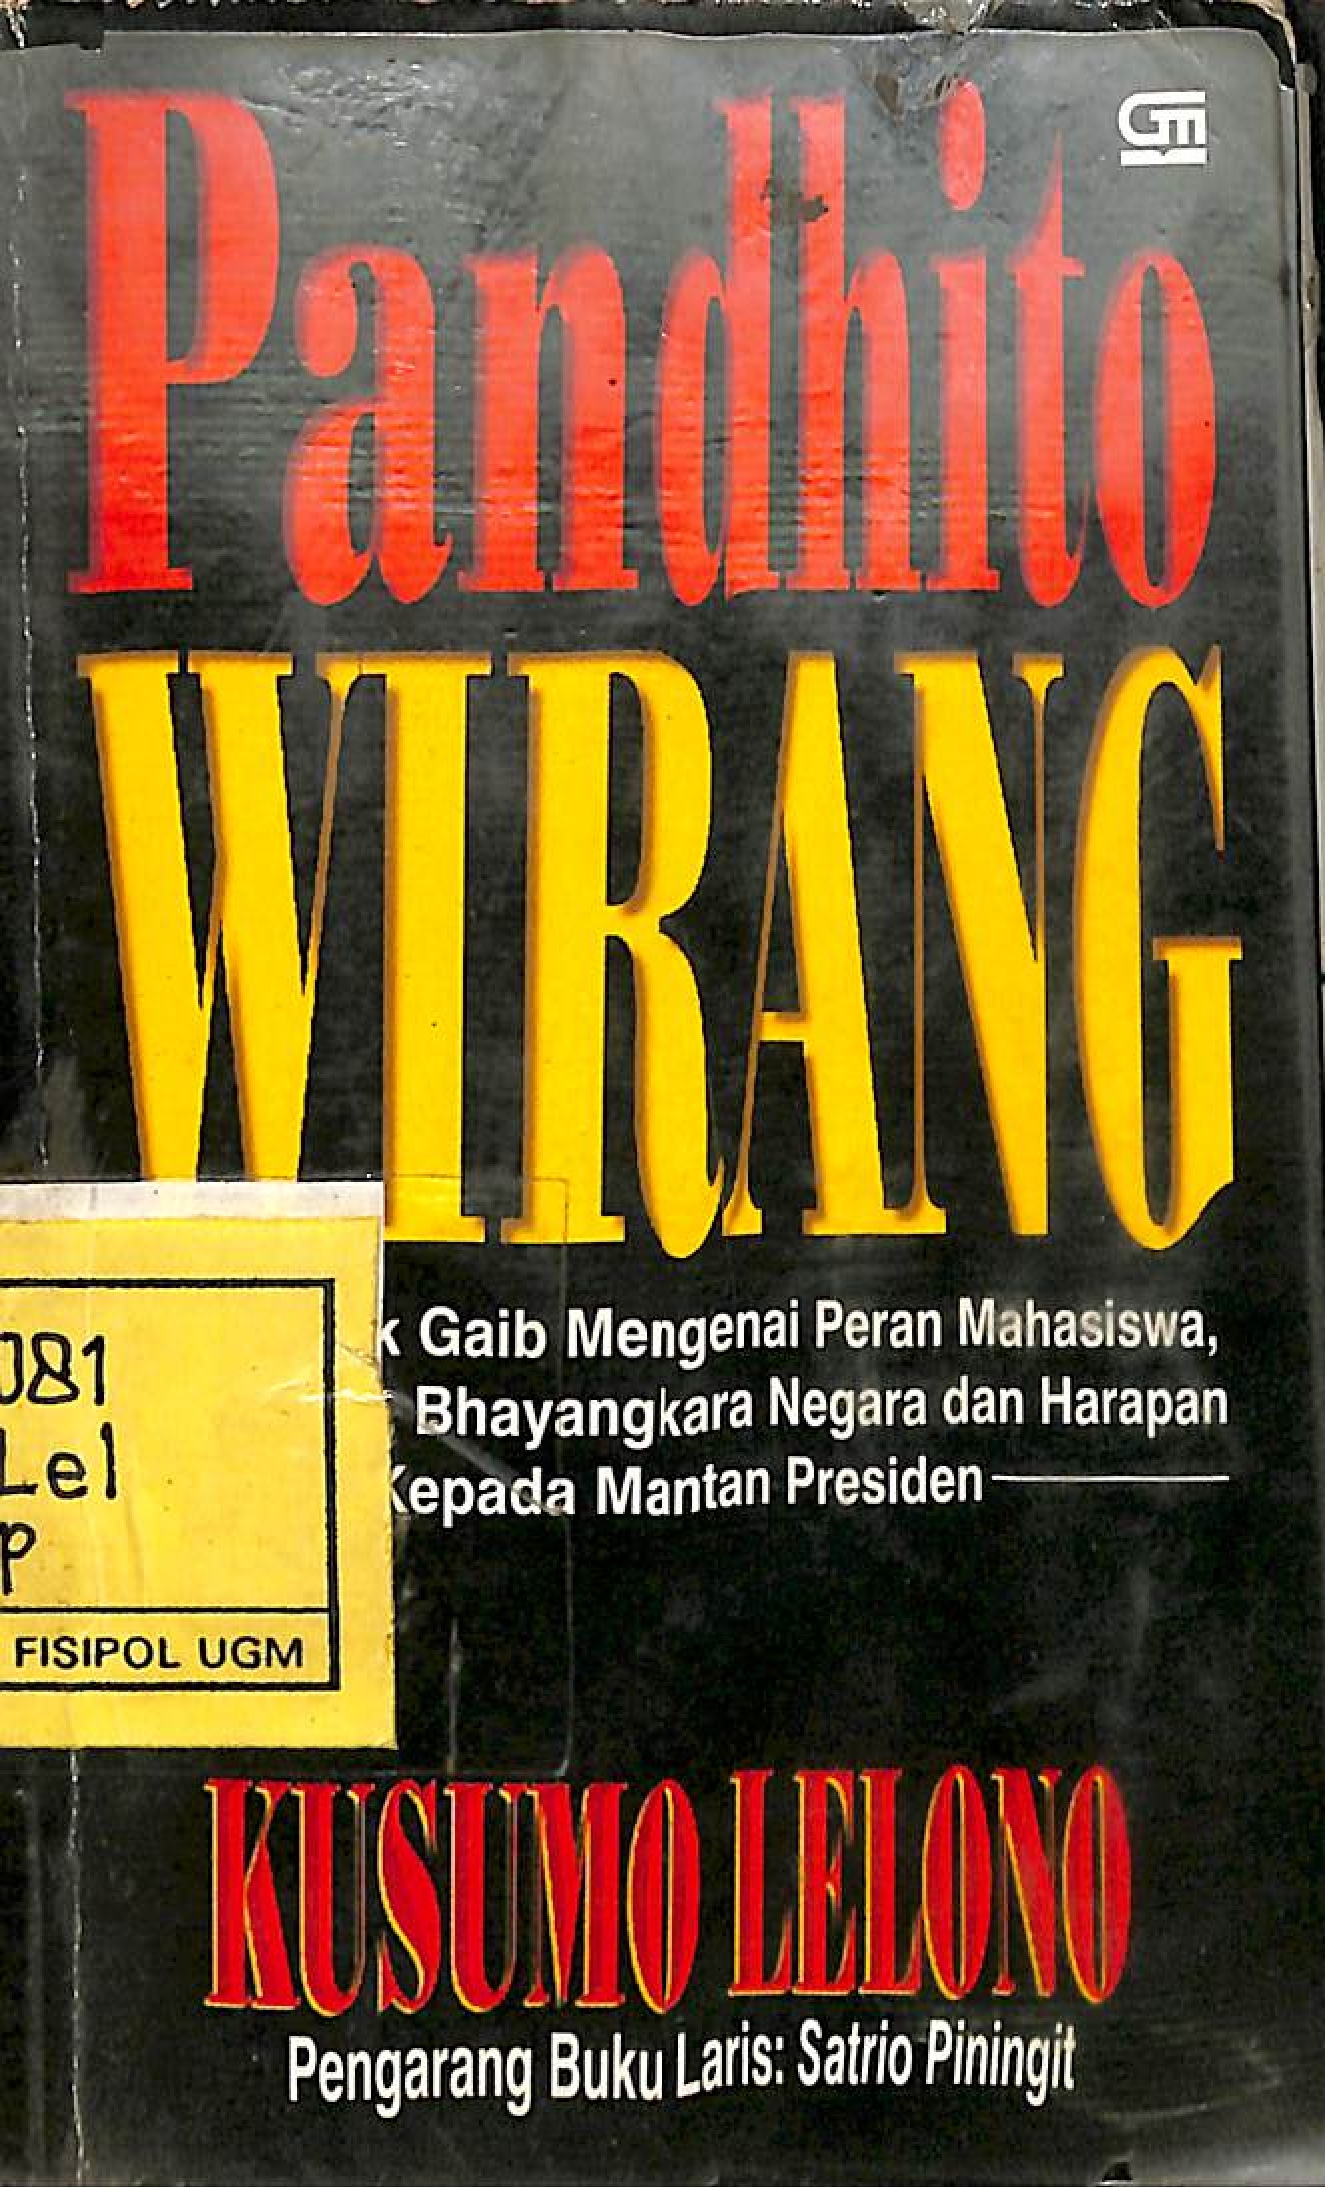 GM
Pandhito
WIRANG
k Gaib Mengenai Peran Mahasiswa,
Bhayangkara Negara dan Harapan
Kepada Mantan Presiden
081
Lel
p
FISIPOL UGM
KUSUMO LELONO
Pengarang Buku Laris: Satrio Piningit